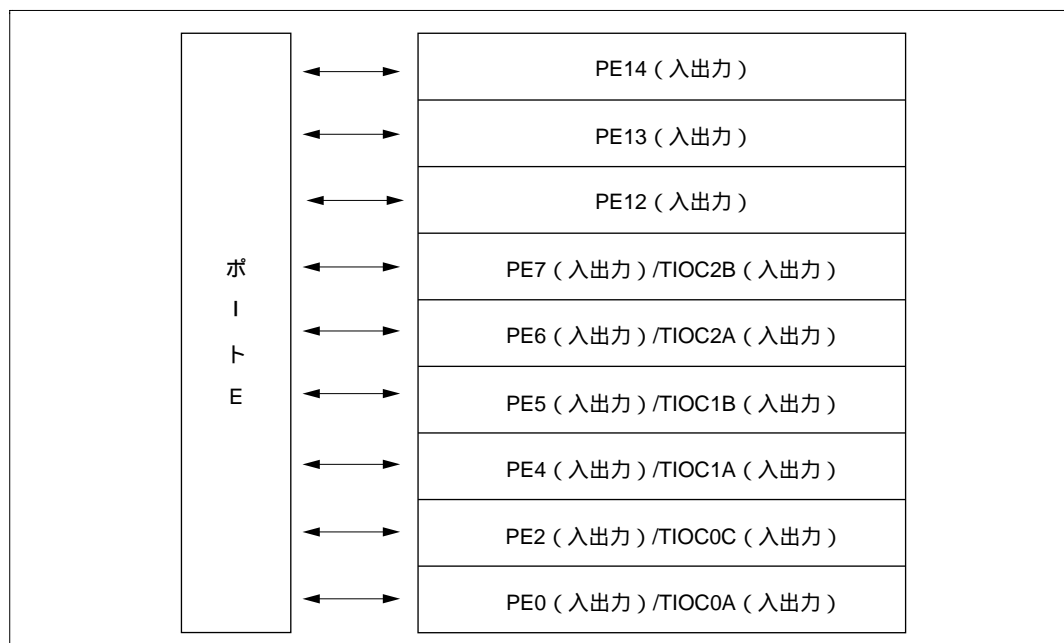 ポートE
PE14（入出力）
PE13（入出力）
PE12（入出力）
PE7（入出力）/TIOC2B（入出力）
PE6（入出力）/TIOC2A（入出力）
PE5（入出力）/TIOC1B（入出力）
PE4（入出力）/TIOC1A（入出力）
PE2（入出力）/TIOC0C（入出力）
PE0（入出力）/TIOC0A（入出力）